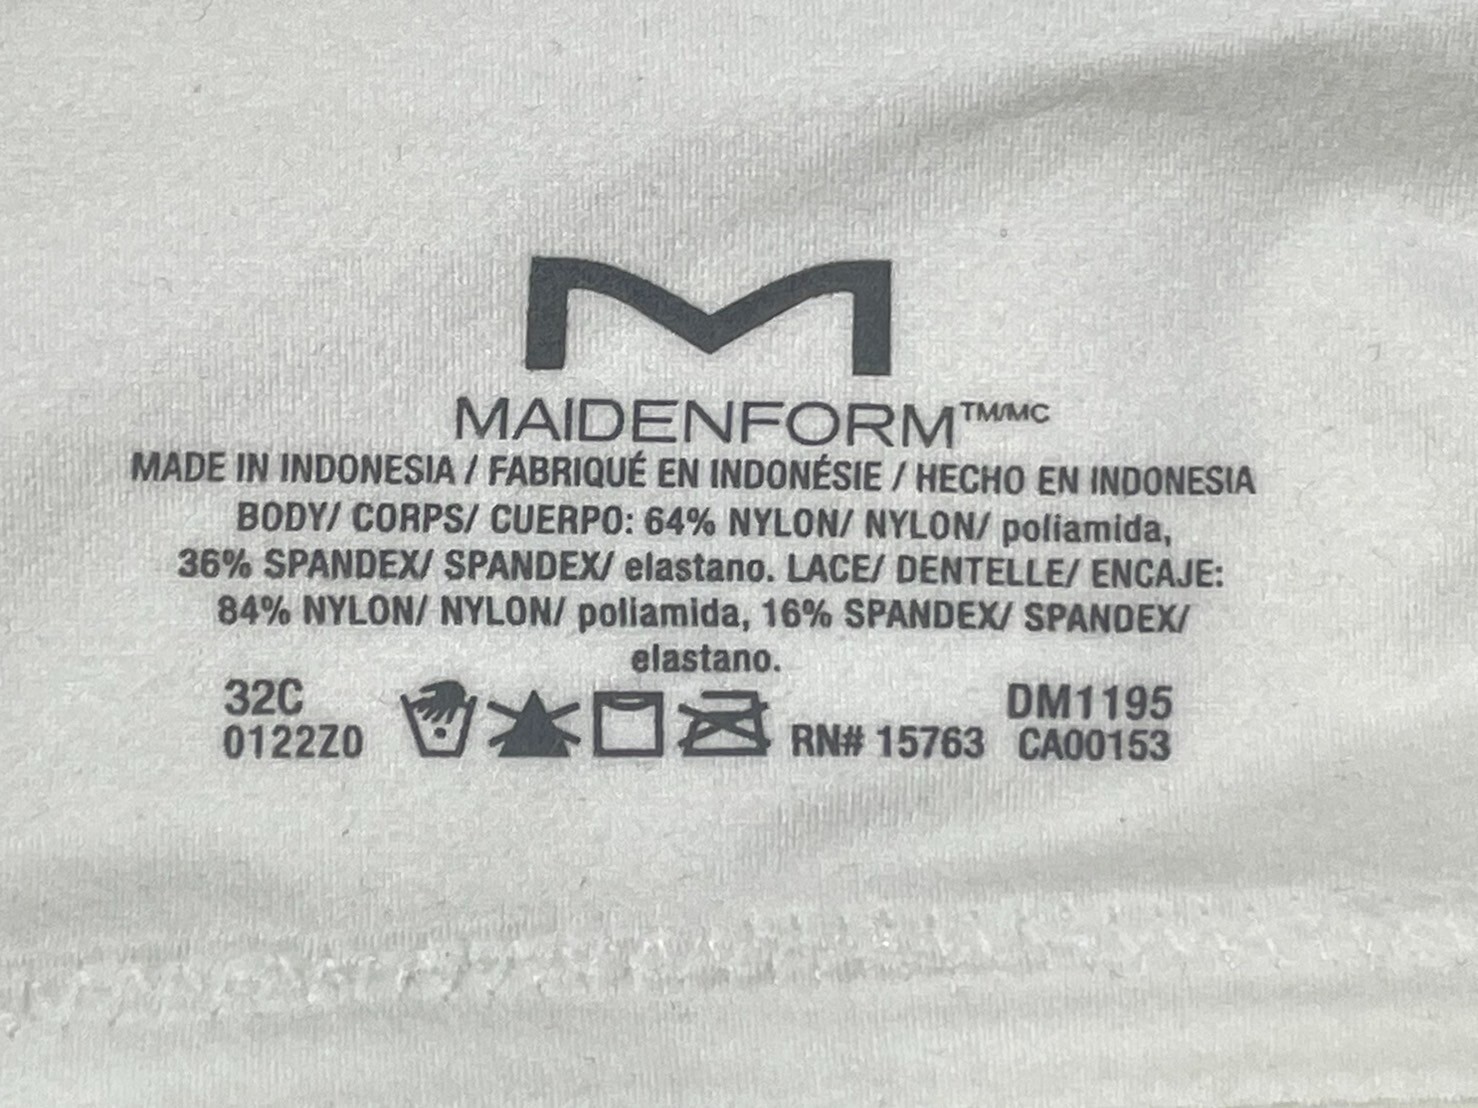 M
MAIDENFORM™/MC
MADE IN INDONESIA / FABRIQUÉ EN INDONÉSIE / HECHO EN INDONESIA
BODY/ CORPS/ CUERPO: 64% NYLON/ NYLON/ poliamida,
36% SPANDEX/ SPANDEX/ elastano. LACE/ DENTELLE/ ENCAJE:
84% NYLON/ NYLON/ poliamida, 16% SPANDEX/ SPANDEX/
elastano.
32C DM1195
0122Z0 RN# 15763 CA00153